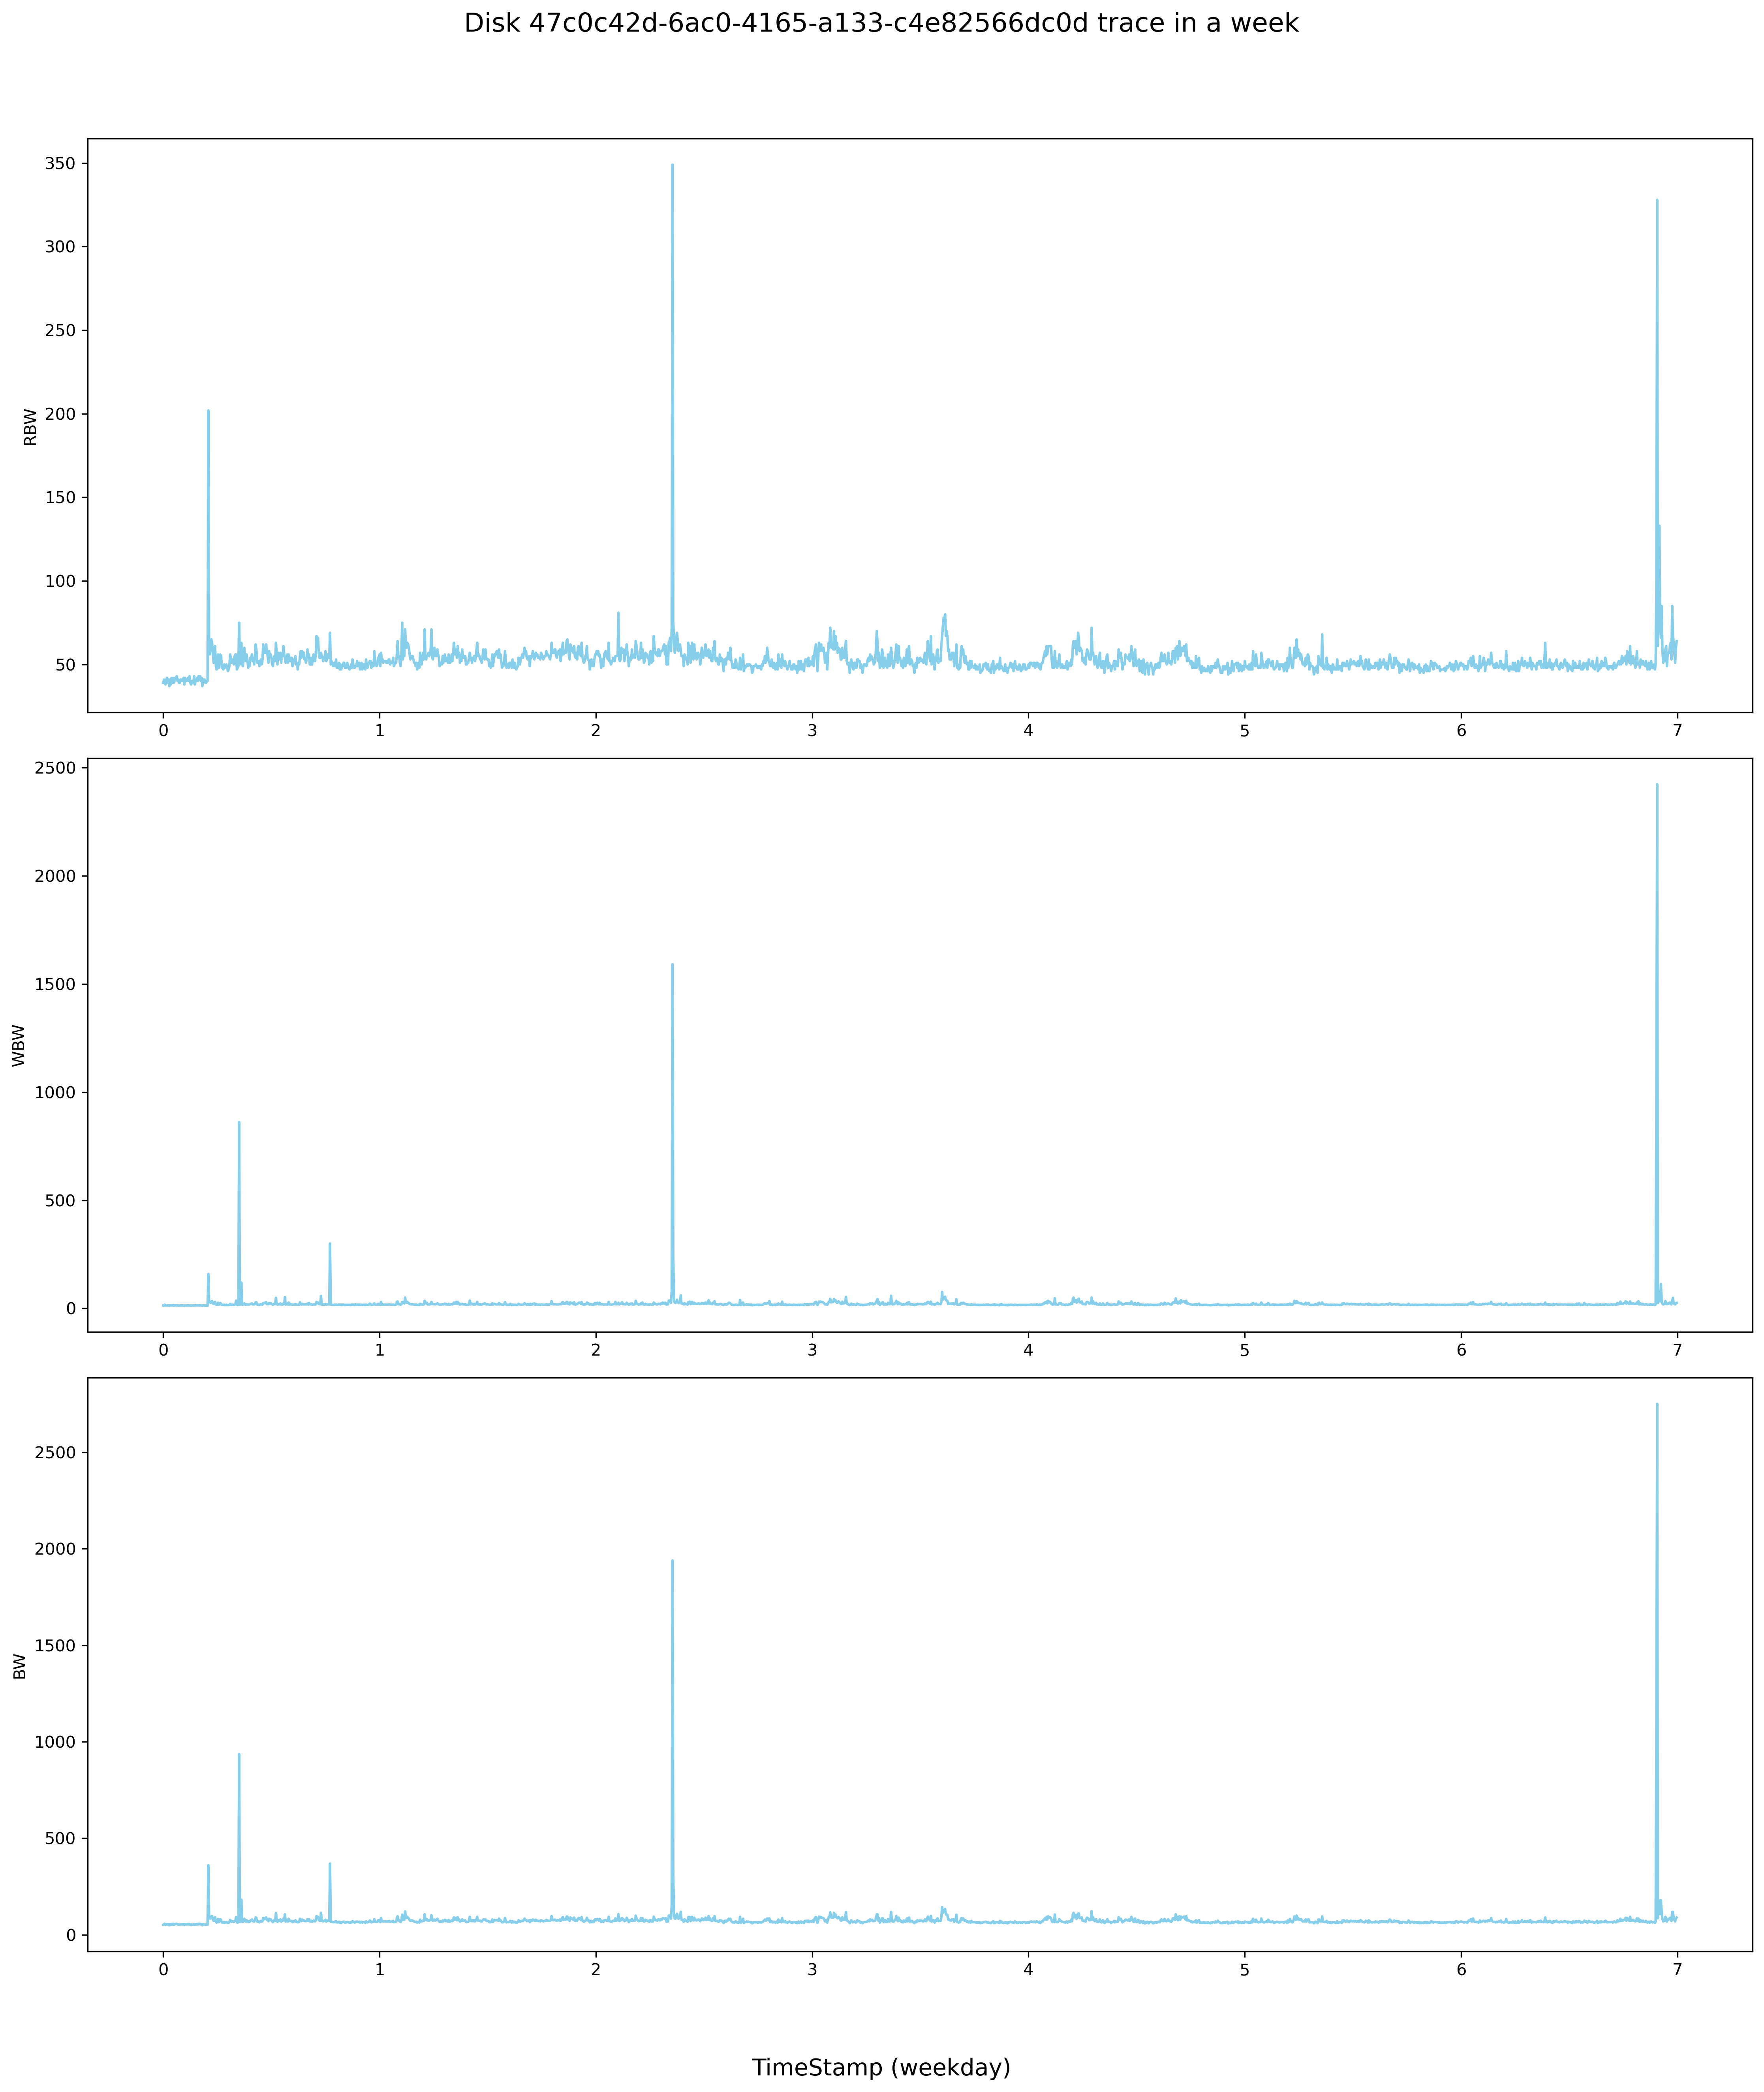 Disk 47c0c42d-6ac0-4165-a133-c4e82566dc0d trace in a week
350
300
250
200
150
100
50
RBW
0 1 2 3 4 5 6 7
2500
2000
1500
1000
500
0
WBW
0 1 2 3 4 5 6 7
2500
2000
1500
1000
500
0
BW
0 1 2 3 4 5 6 7
TimeStamp (weekday)